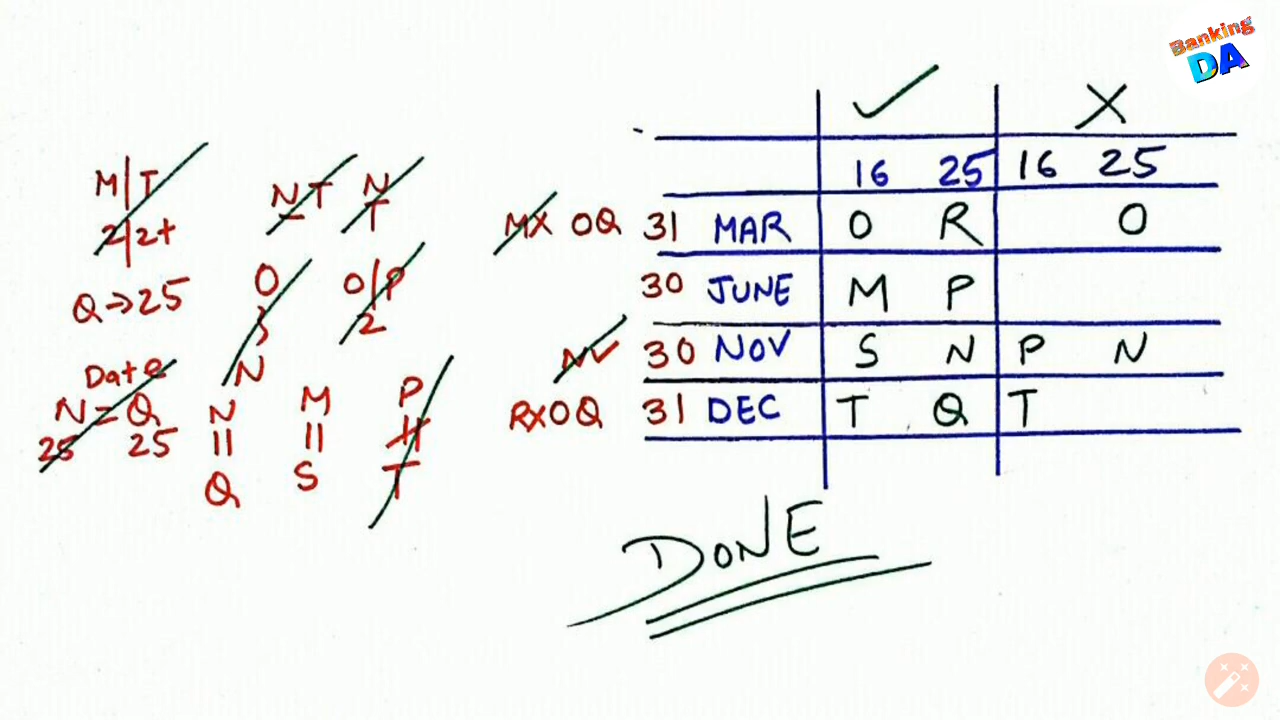 Banking
DA
✓ X
16 25 16 25
MX OQ 31 MAR O R O
30 JUNE M P
N✓ 30 NOV S N P N
RXOQ 31 DEC T Q T
M|T
2|2+
Q→25
Date
N=Q
25 25
NT
N
T
O
N
O|P
2
N
=
Q
M
=
S
P
T
DONE